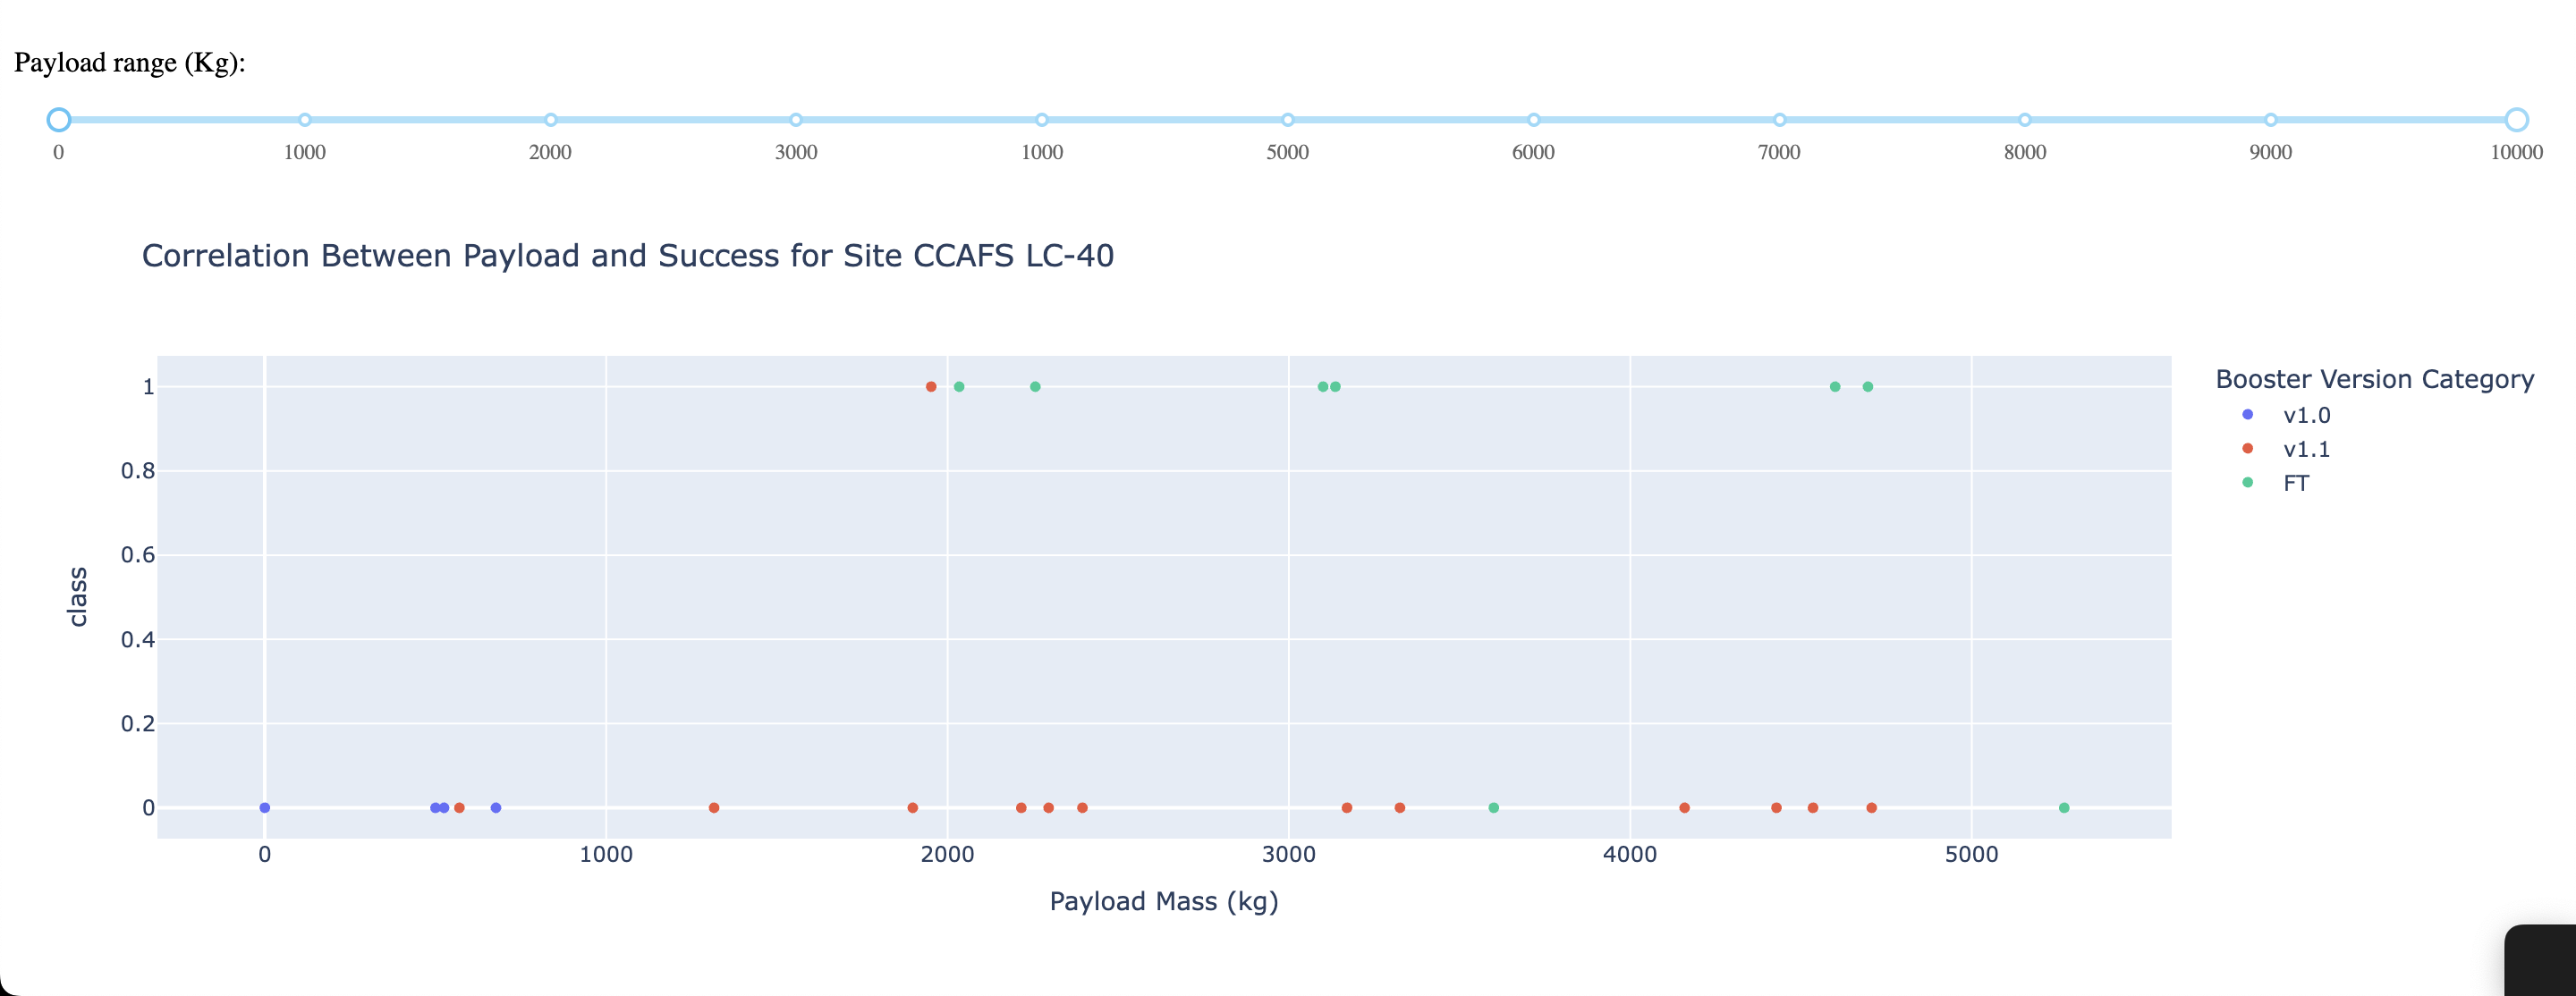 Payload range (Kg):
0 1000 2000 3000 1000 5000 6000 7000 8000 9000 10000
Correlation Between Payload and Success for Site CCAFS LC-40
Booster Version Category
v1.0
v1.1
FT
1
0.8
0.6
0.4
0.2
0
class
0 1000 2000 3000 4000 5000
Payload Mass (kg)